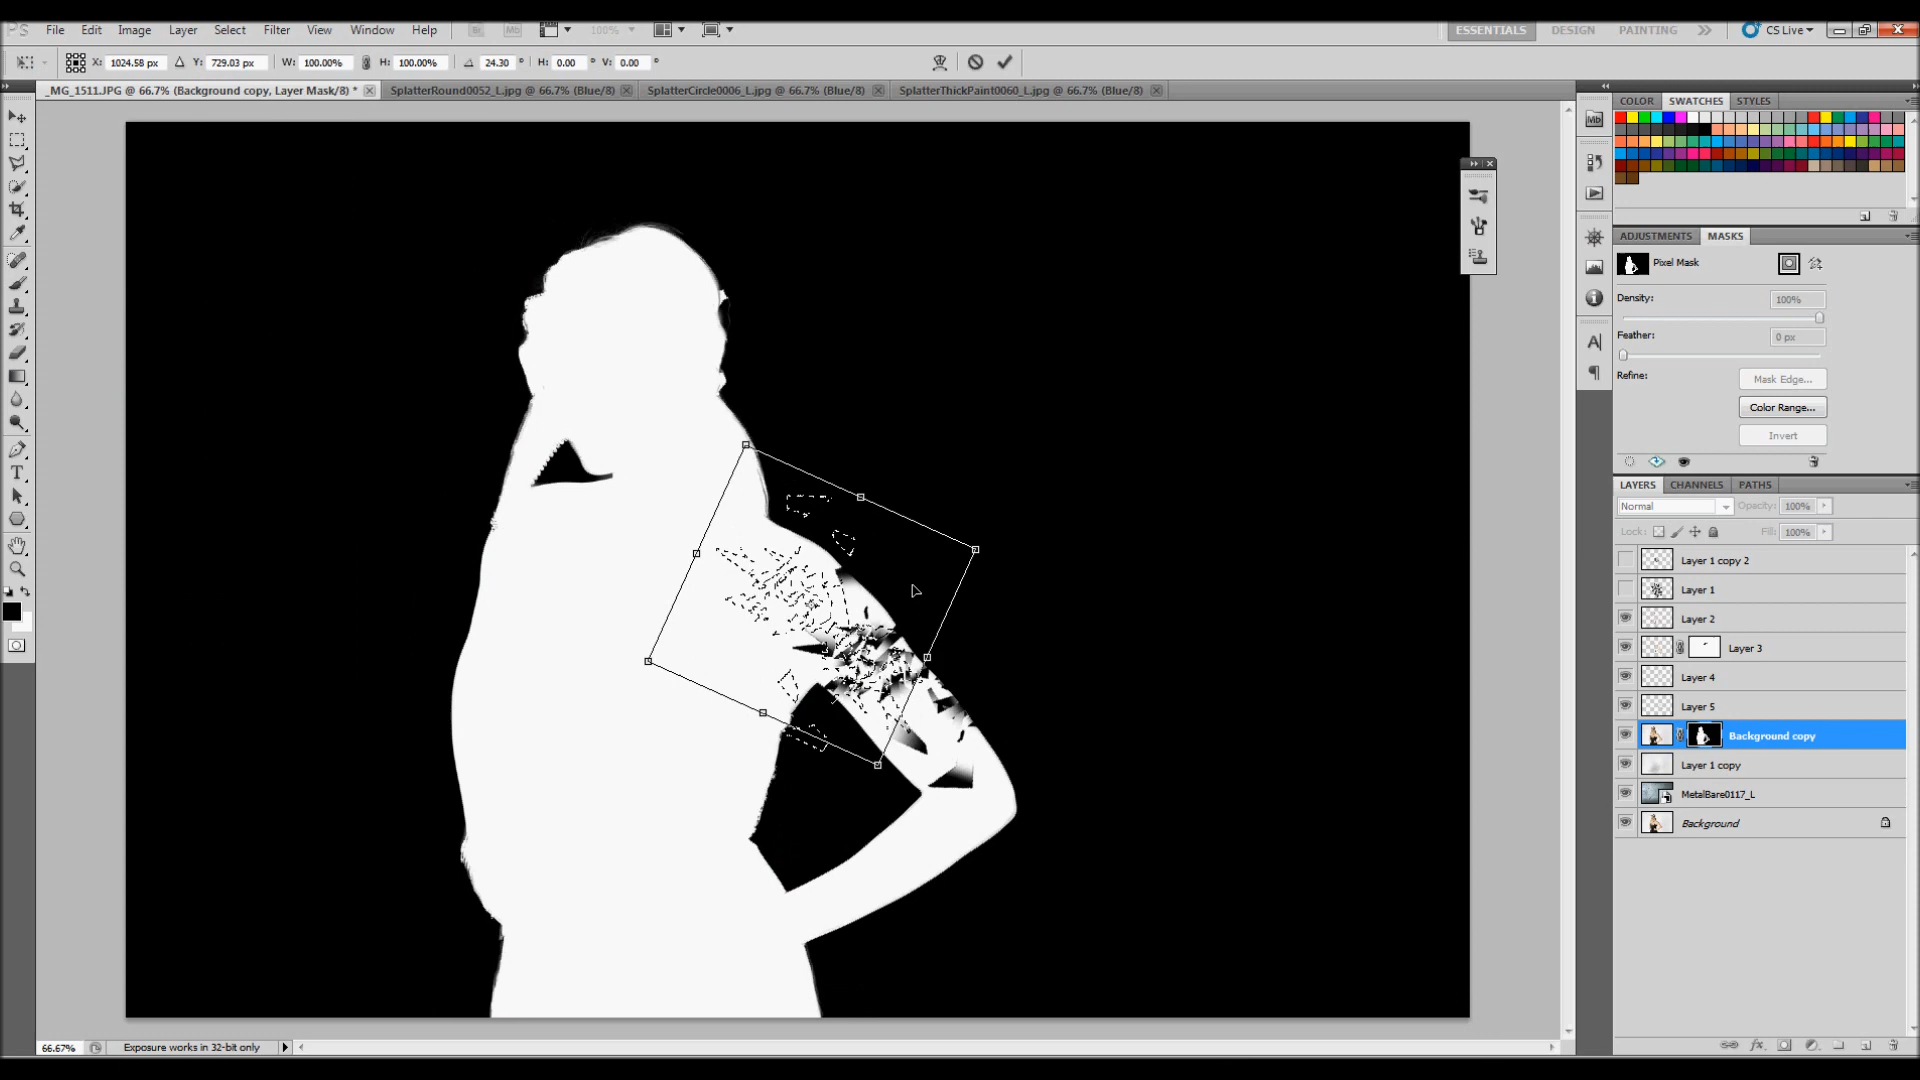 PS File Edit Image Layer Select Filter View Window Help Br Mb 100% ESSENTIALS DESIGN PAINTING CS Live
X: 1024.58 px Y: 729.03 px W: 100.00% H: 100.00% 24.30 ° H: 0.00 ° V: 0.00 °
_MG_1511.JPG @ 66.7% (Background copy, Layer Mask/8) * SplatterRound0052_L.jpg @ 66.7% (Blue/8) SplatterCircle0006_L.jpg @ 66.7% (Blue/8) SplatterThickPaint0060_L.jpg @ 66.7% (Blue/8)
COLOR SWATCHES STYLES
Mb
ADJUSTMENTS MASKS
Pixel Mask
Density: 100%
Feather: 0 px
Refine: Mask Edge...
Color Range...
Invert
LAYERS CHANNELS PATHS
Normal Opacity: 100%
Lock: Fill: 100%
Layer 1 copy 2
Layer 1
Layer 2
Layer 3
Layer 4
Layer 5
Background copy
Layer 1 copy
MetalBare0117_L
Background
66.67% Exposure works in 32-bit only